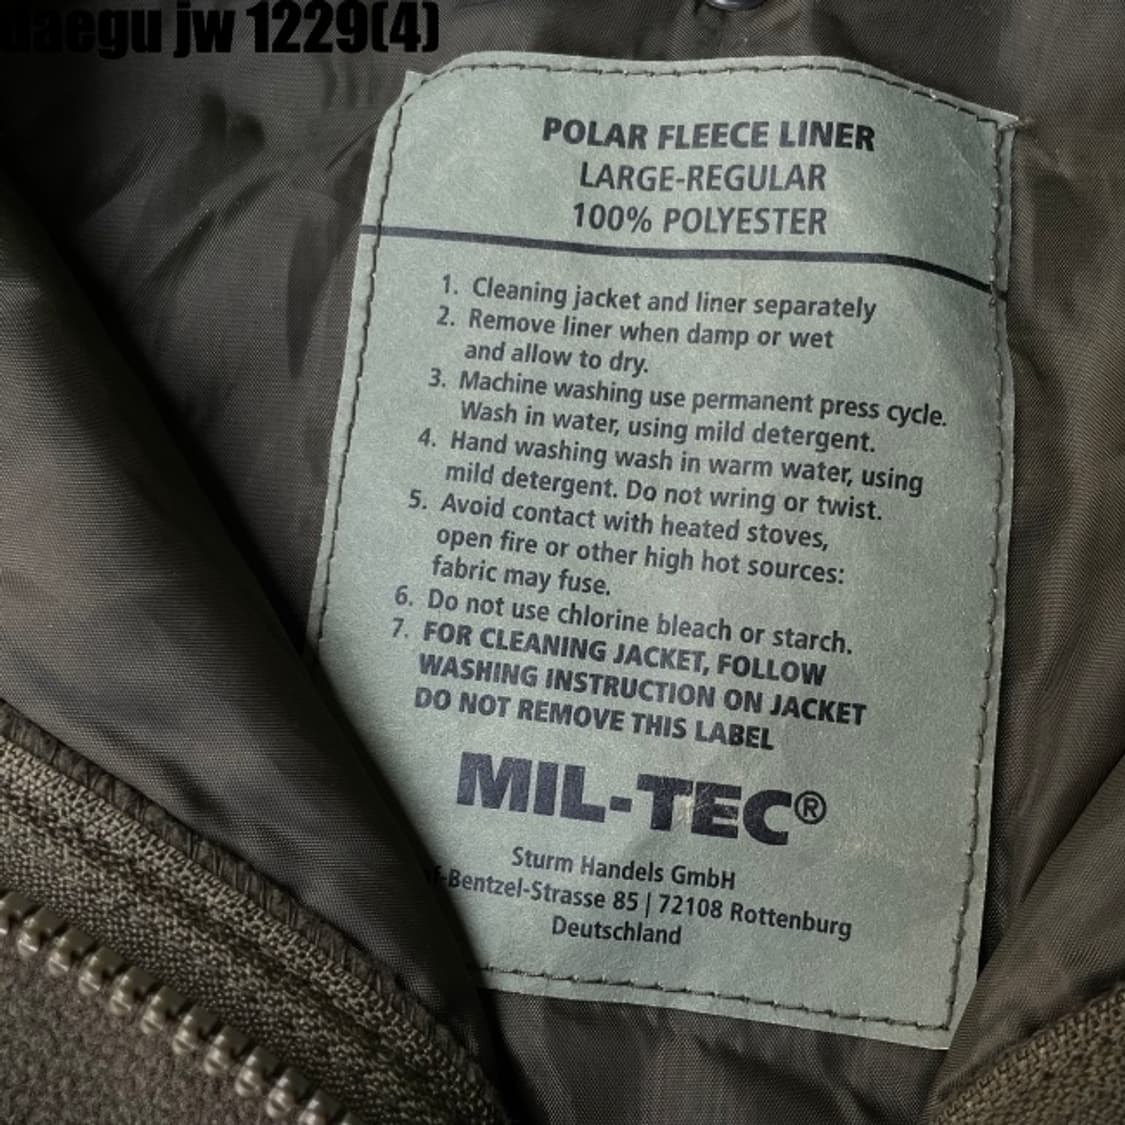 daegu jw 1229(4)
POLAR FLEECE LINER
LARGE-REGULAR
100% POLYESTER
1. Cleaning jacket and liner separately
2. Remove liner when damp or wet
and allow to dry.
3. Machine washing use permanent press cycle.
Wash in water, using mild detergent.
4. Hand washing wash in warm water, using
mild detergent. Do not wring or twist.
5. Avoid contact with heated stoves,
open fire or other high hot sources:
fabric may fuse.
6. Do not use chlorine bleach or starch.
7. FOR CLEANING JACKET, FOLLOW
WASHING INSTRUCTION ON JACKET
DO NOT REMOVE THIS LABEL
MIL-TEC®
Sturm Handels GmbH
-Bentzel-Strasse 85 | 72108 Rottenburg
Deutschland